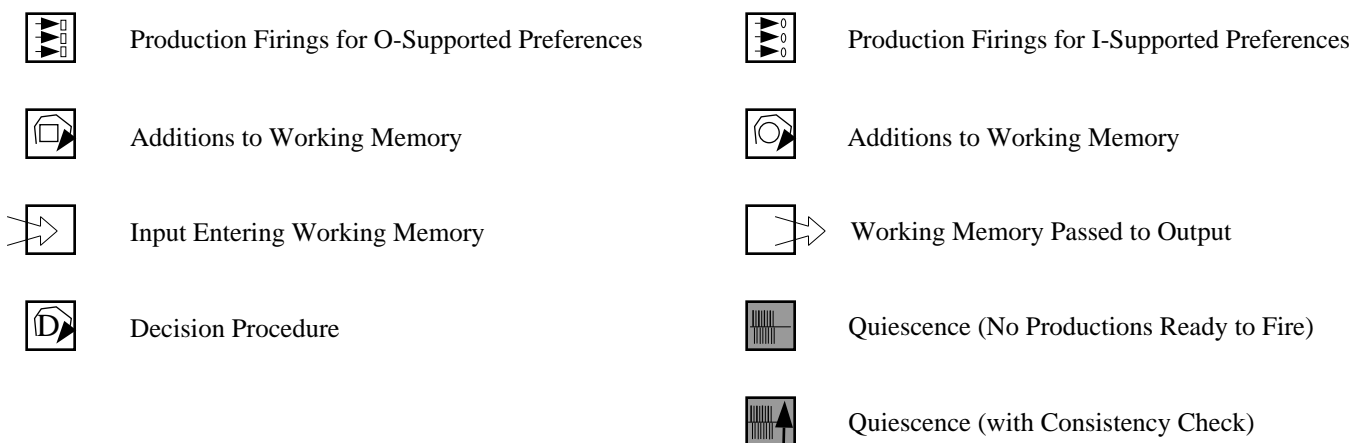 Production Firings for O-Supported Preferences
Production Firings for I-Supported Preferences
Additions to Working Memory
Additions to Working Memory
Input Entering Working Memory
Working Memory Passed to Output
D
Decision Procedure
Quiescence (No Productions Ready to Fire)
Quiescence (with Consistency Check)